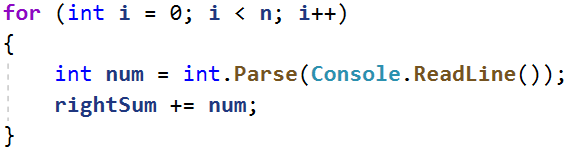 for (int i = 0; i < n; i++)
{
    int num = int.Parse(Console.ReadLine());
    rightSum += num;
}